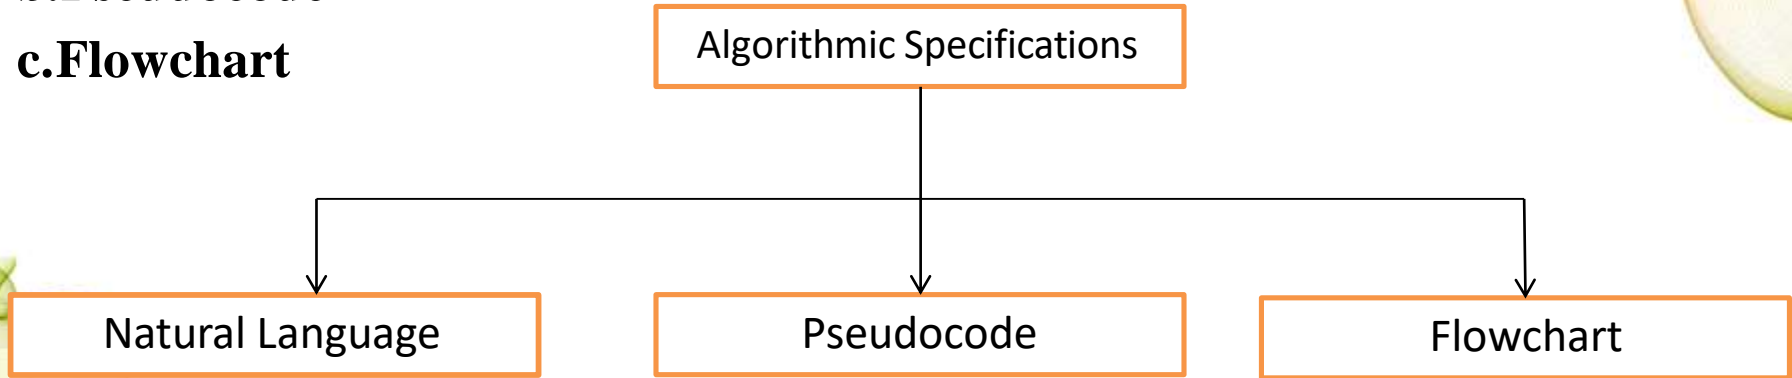 c.Flowchart
Algorithmic Specifications
Natural Language
Pseudocode
Flowchart